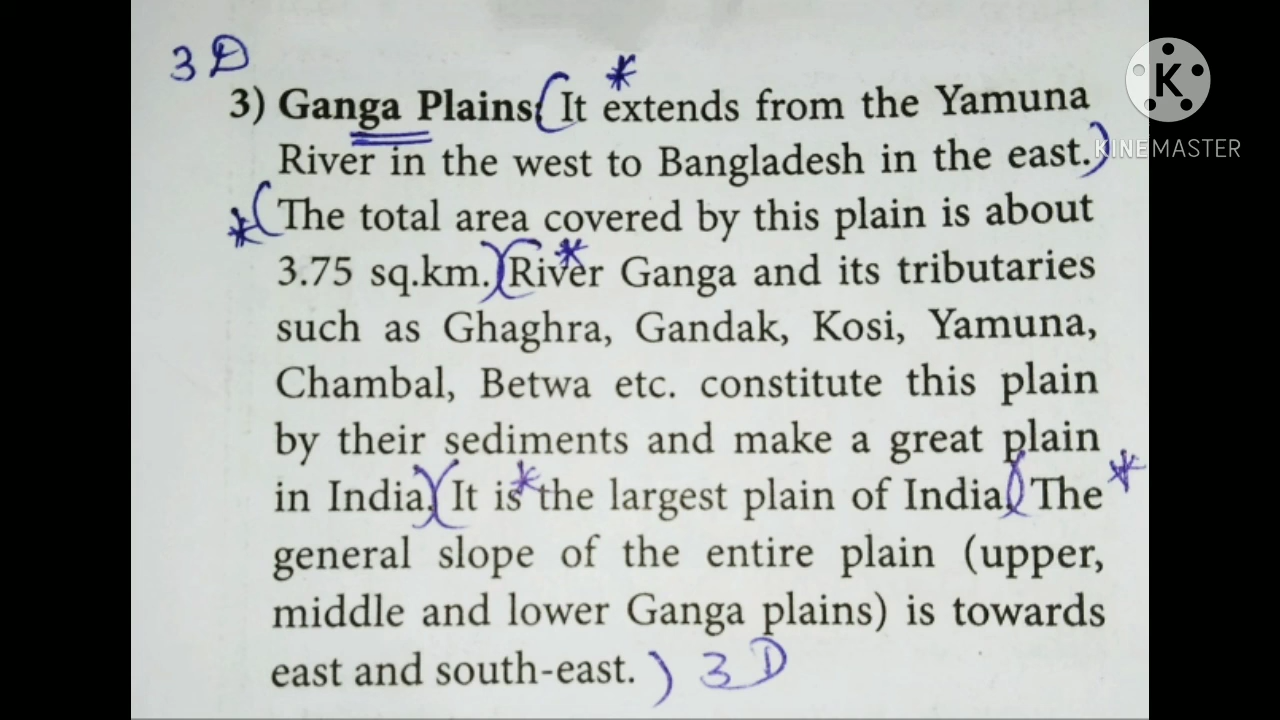 3 D
3) Ganga Plains: (It extends from the Yamuna
River in the west to Bangladesh in the east.)
(The total area covered by this plain is about
3.75 sq.km.) (River Ganga and its tributaries
such as Ghaghra, Gandak, Kosi, Yamuna,
Chambal, Betwa etc. constitute this plain
by their sediments and make a great plain
in India.) (It is the largest plain of India.) (The
general slope of the entire plain (upper,
middle and lower Ganga plains) is towards
east and south-east. ) 3 D
K
KINEMASTER